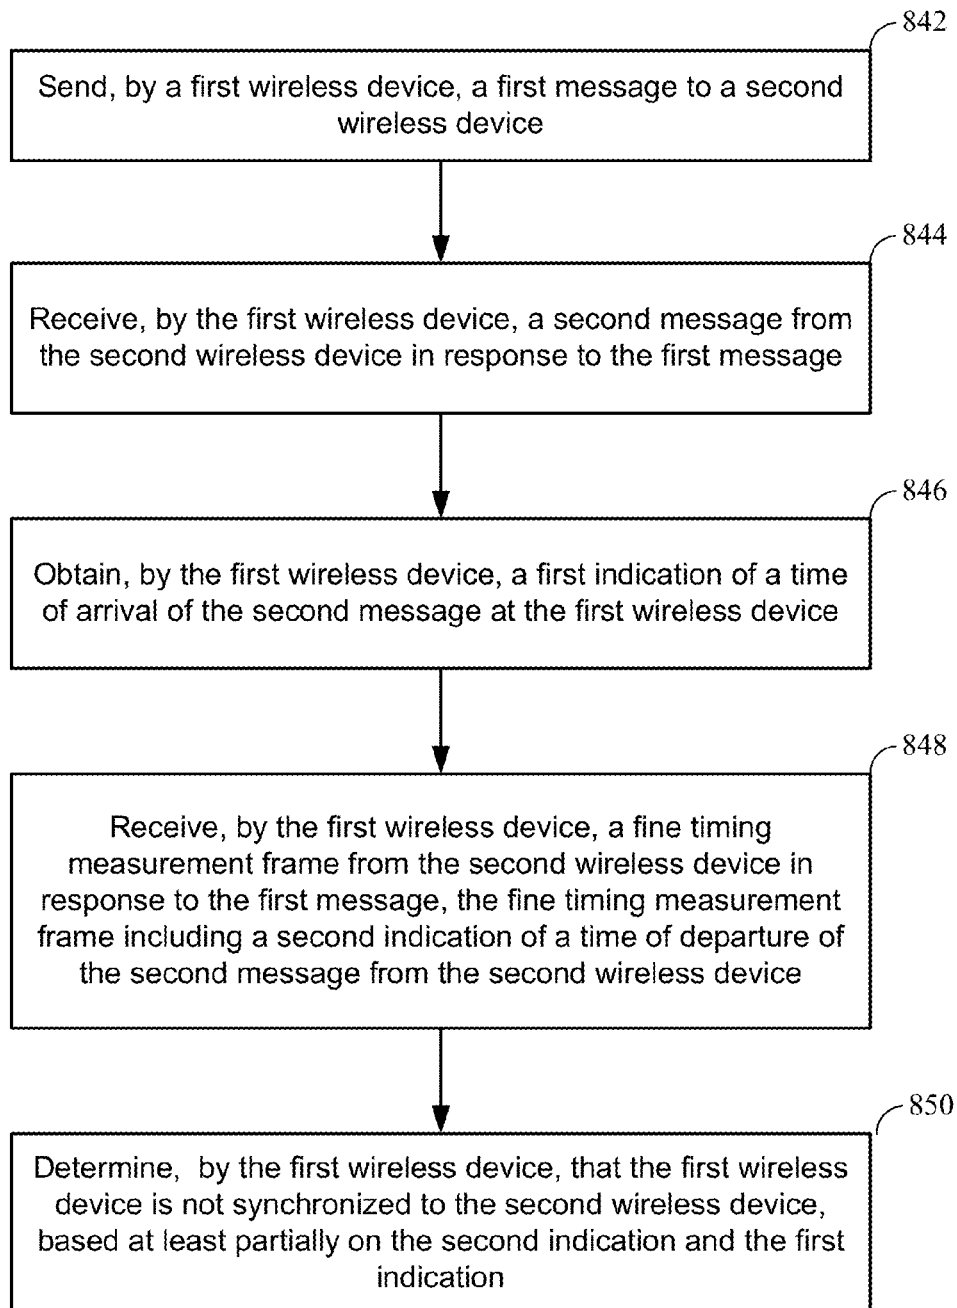 842
Send, by a first wireless device, a first message to a second
wireless device
844
Receive, by the first wireless device, a second message from
the second wireless device in response to the first message
846
Obtain, by the first wireless device, a first indication of a time
of arrival of the second message at the first wireless device
848
Receive, by the first wireless device, a fine timing
measurement frame from the second wireless device in
response to the first message, the fine timing measurement
frame including a second indication of a time of departure of
the second message from the second wireless device
850
Determine, by the first wireless device, that the first wireless
device is not synchronized to the second wireless device,
based at least partially on the second indication and the first
indication